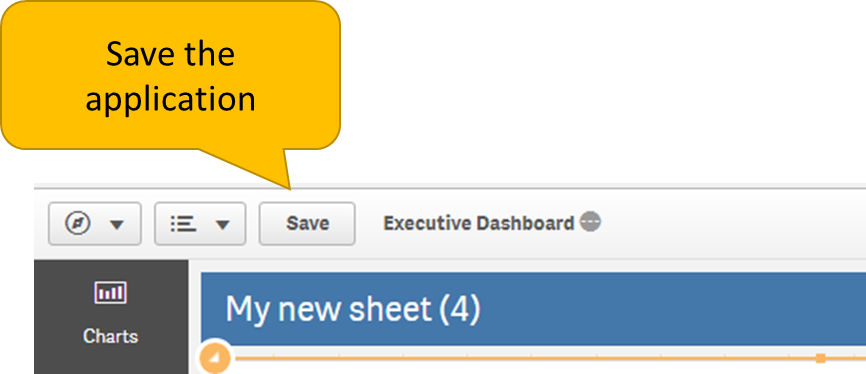 Save the
application
Save
Executive Dashboard
My new sheet (4)
Charts